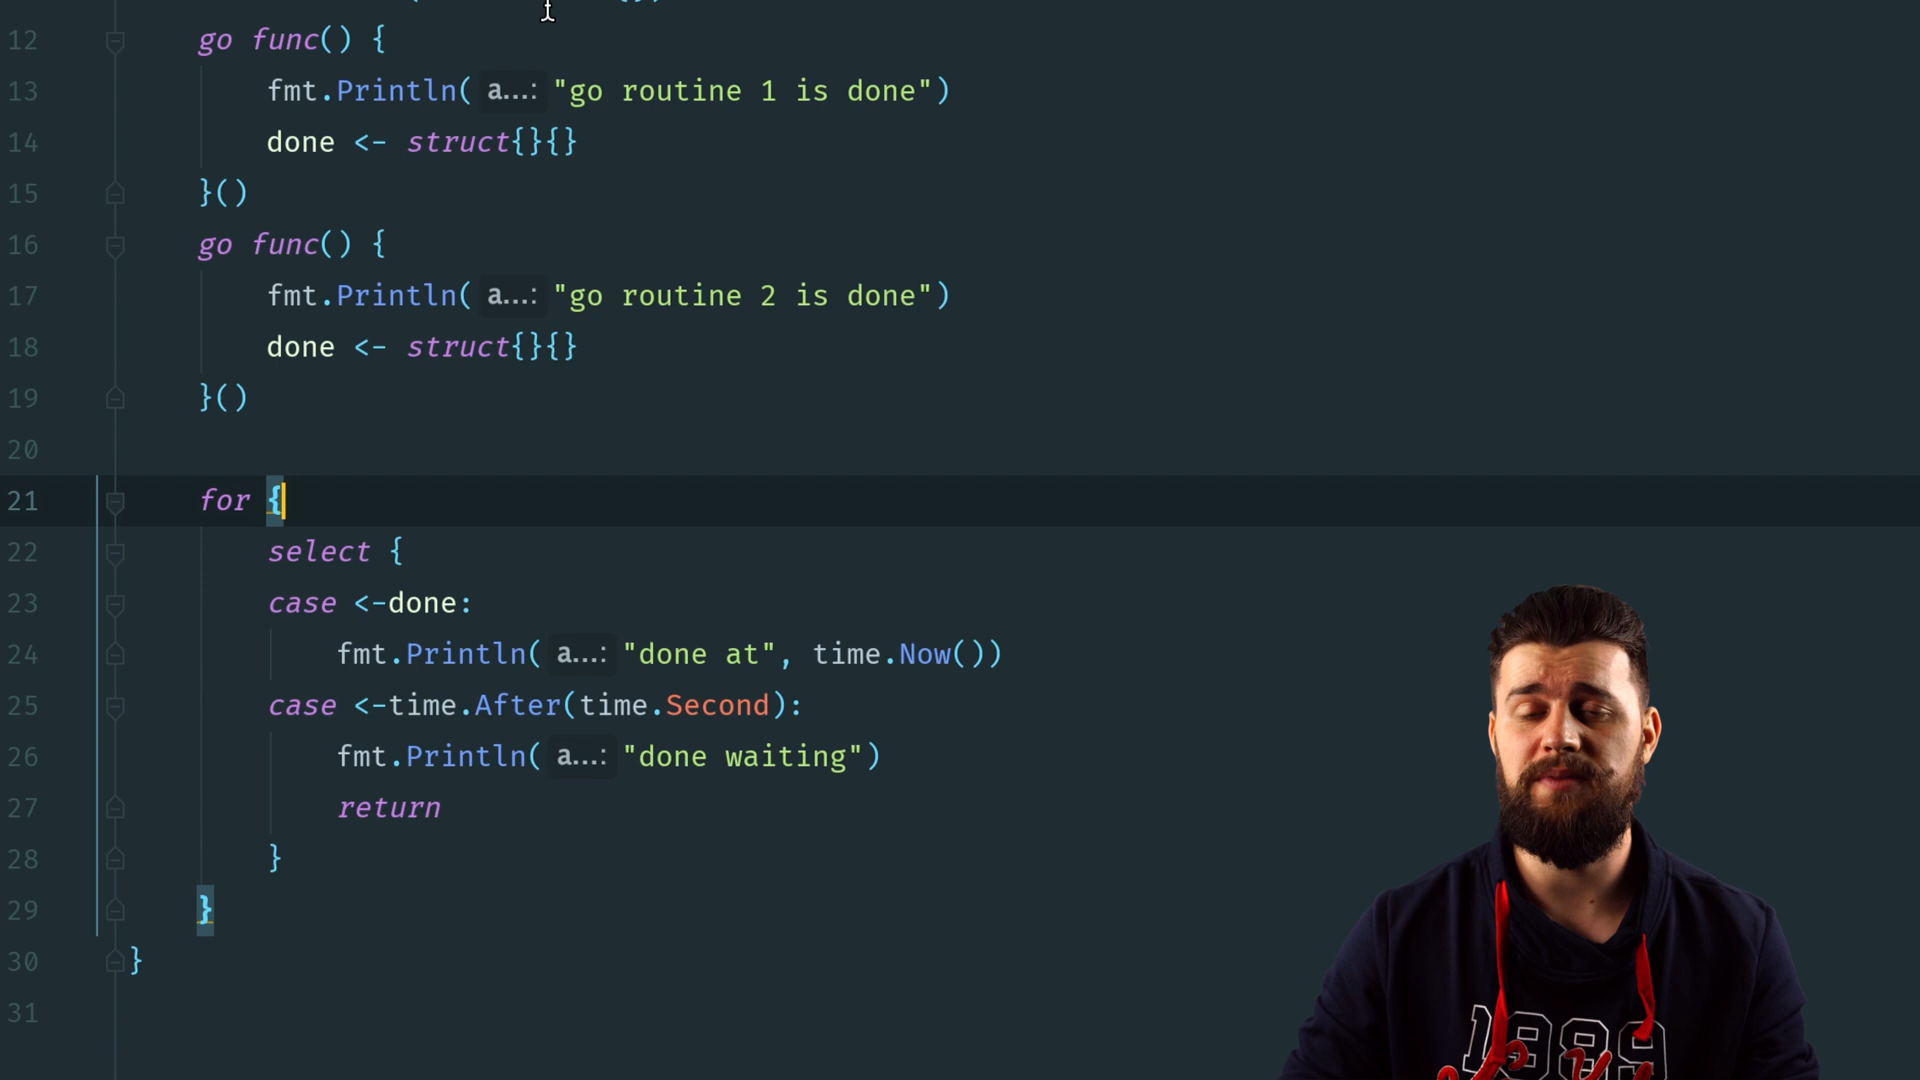 12 go func() {
13 fmt.Println( a...: "go routine 1 is done")
14 done <- struct{}{}
15 }()
16 go func() {
17 fmt.Println( a...: "go routine 2 is done")
18 done <- struct{}{}
19 }()
20
21 for {
22 select {
23 case <-done:
24 fmt.Println( a...: "done at", time.Now())
25 case <-time.After(time.Second):
26 fmt.Println( a...: "done waiting")
27 return
28 }
29 }
30 }
31
1989